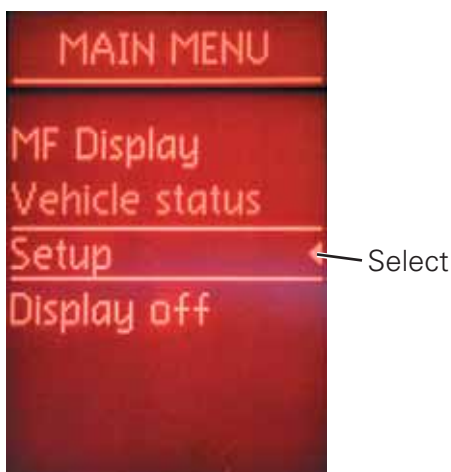 MAIN MENU
MF Display
Vehicle status
Setup
Select
Display off